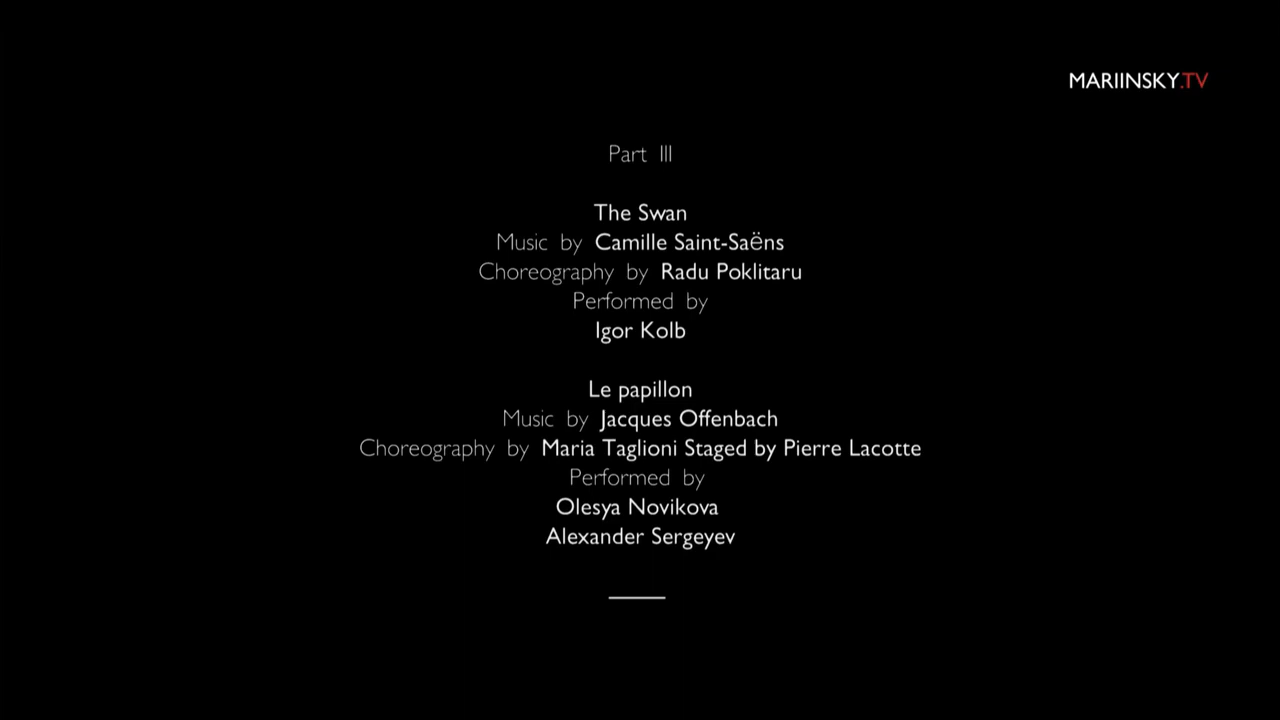 MARIINSKY.TV
Part III
The Swan
Music by Camille Saint-Saëns
Choreography by Radu Poklitaru
Performed by
Igor Kolb
Le papillon
Music by Jacques Offenbach
Choreography by Maria Taglioni Staged by Pierre Lacotte
Performed by
Olesya Novikova
Alexander Sergeyev